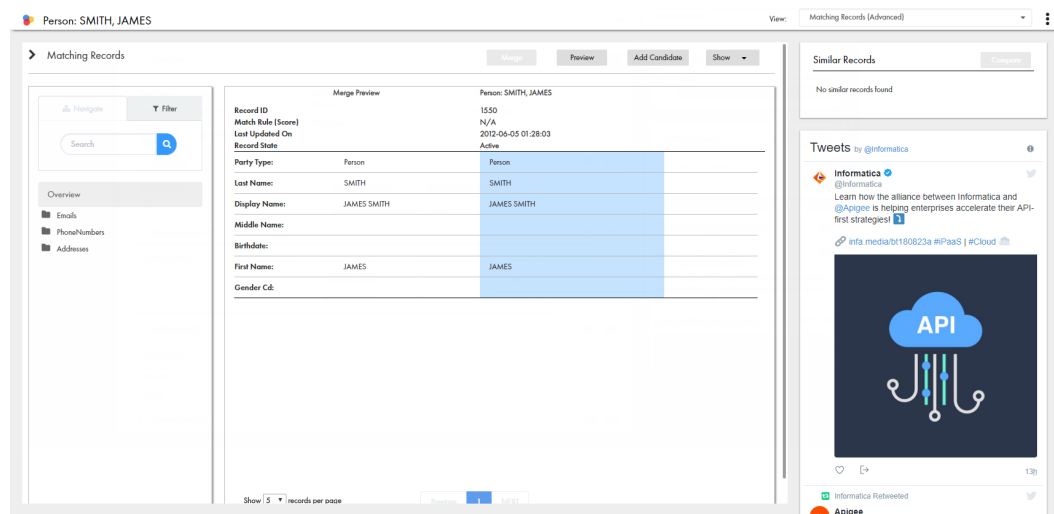 Person: SMITH, JAMES
View:
Matching Records (Advanced)
Matching Records
Merge
Preview
Add Candidate
Show
Navigate
Filter
Search
Overview
Emails
PhoneNumbers
Addresses
Merge Preview
Person: SMITH, JAMES
Record ID
1550
Match Rule (Score)
N/A
Last Updated On
2012-06-05 01:28:03
Record State
Active
Party Type:
Person
Person
Last Name:
SMITH
SMITH
Display Name:
JAMES SMITH
JAMES SMITH
Middle Name:
Birthdate:
First Name:
JAMES
JAMES
Gender Cd:
Show 5 records per page
Previous
1
NEXT
Similar Records
Compare
No similar records found
Tweets by @Informatica
Informatica
@Informatica
Learn how the alliance between Informatica and
@Apigee is helping enterprises accelerate their API-
first strategies!
infa.media/bt180823a #iPaaS | #Cloud
API
13h
Informatica Retweeted
Apigee